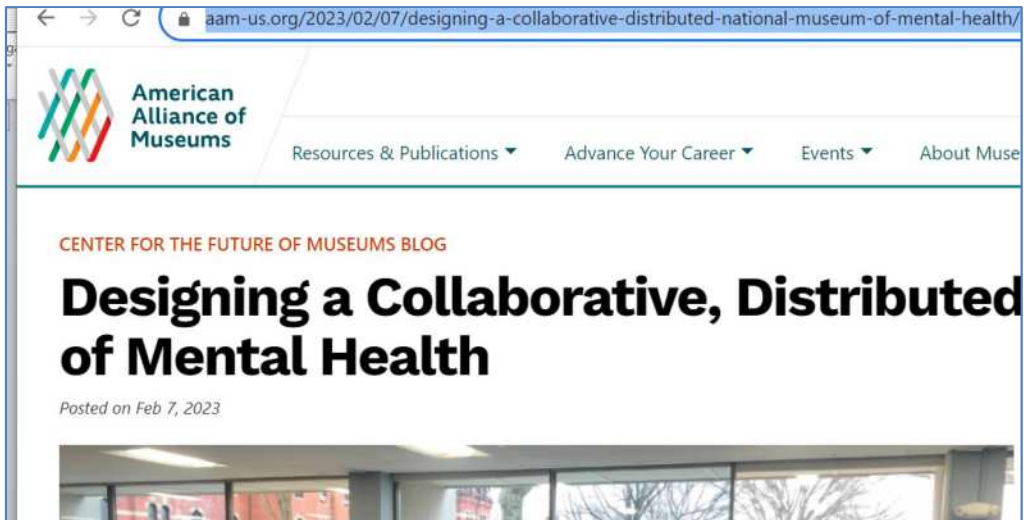 aam-us.org/2023/02/07/designing-a-collaborative-distributed-national-museum-of-mental-health/
American
Alliance of
Museums
Resources & Publications Advance Your Career Events About Muse
CENTER FOR THE FUTURE OF MUSEUMS BLOG
Designing a Collaborative, Distributed
of Mental Health
Posted on Feb 7, 2023